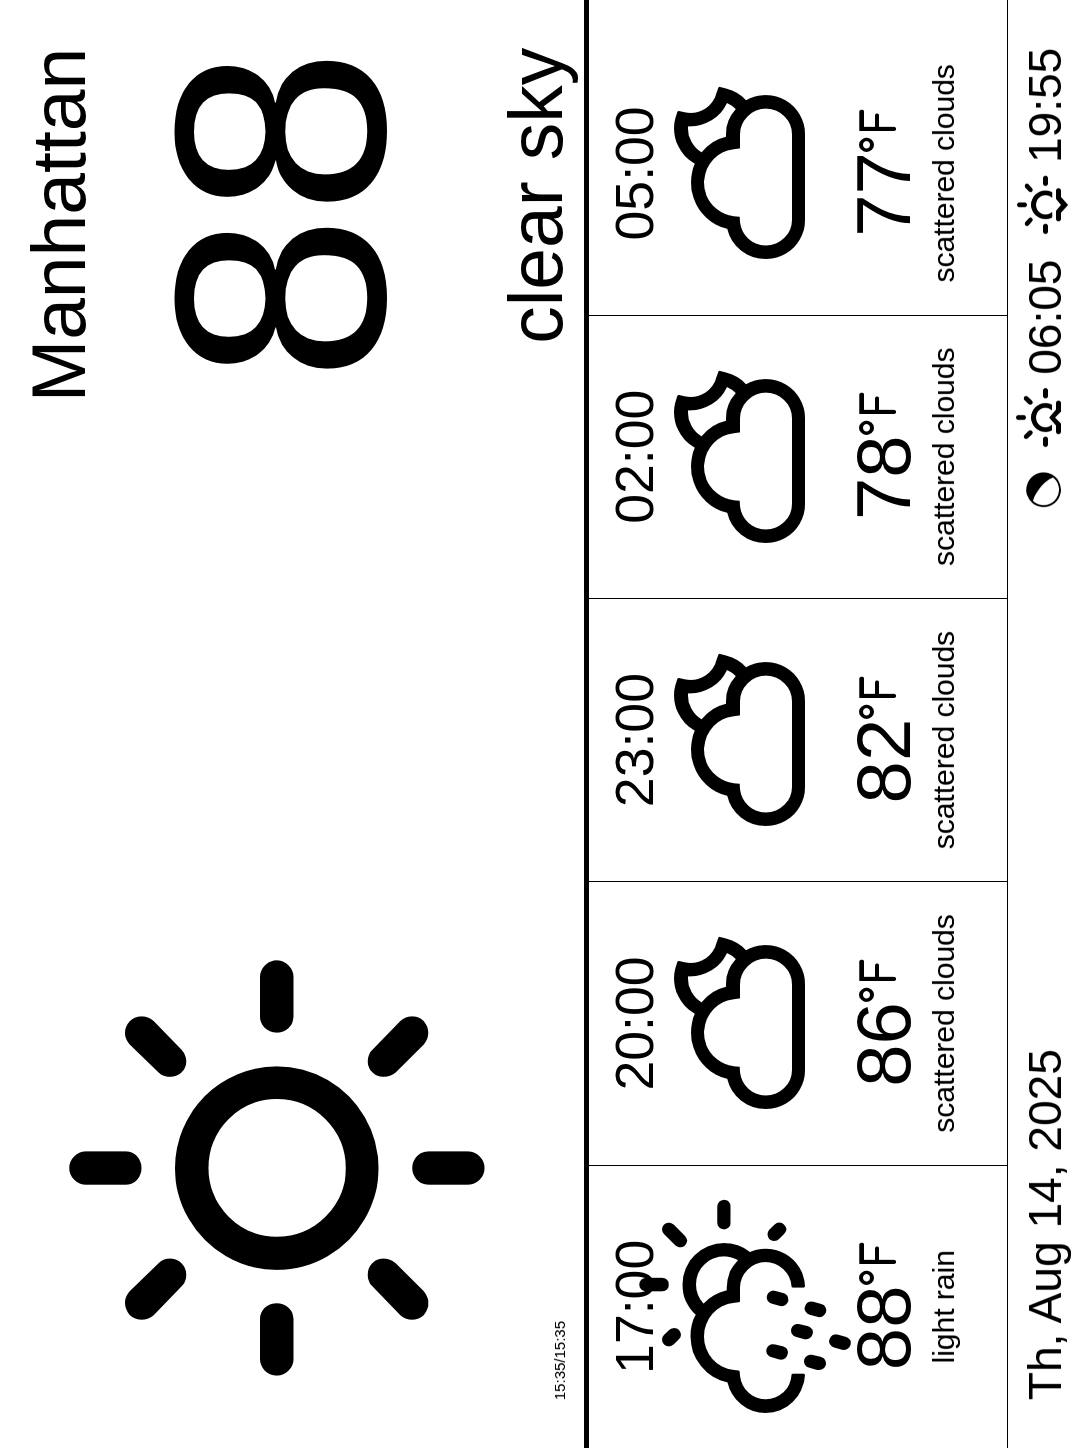 Manhattan
88
clear sky
15:35/15:35
17:00
88°F
light rain
20:00
86°F
scattered clouds
23:00
82°F
scattered clouds
02:00
78°F
scattered clouds
05:00
77°F
scattered clouds
Th, Aug 14, 2025
06:05
19:55